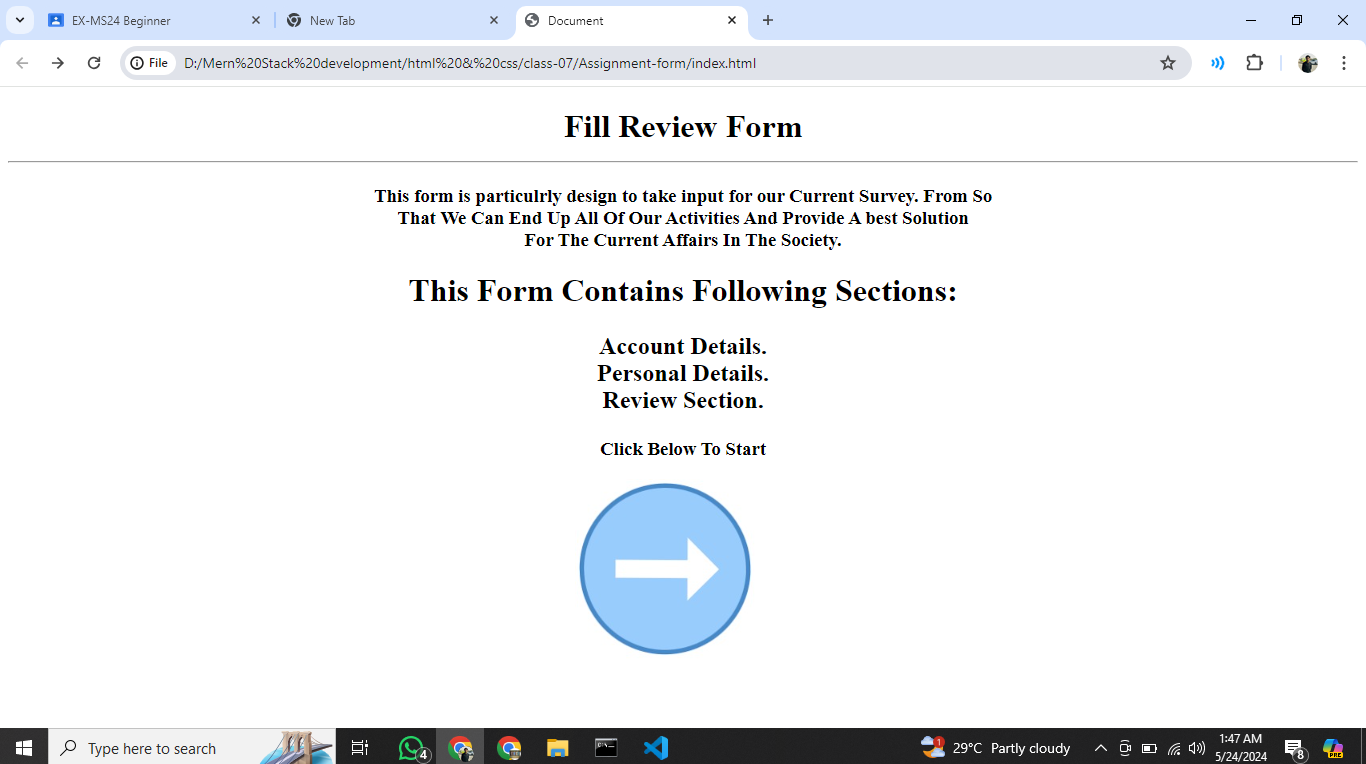 EX-MS24 Beginner
New Tab
Document
File
D:/Mern%20Stack%20development/html%20&%20css/class-07/Assignment-form/index.html
Fill Review Form
This form is particulrly design to take input for our Current Survey. From So
That We Can End Up All Of Our Activities And Provide A best Solution
For The Current Affairs In The Society.
This Form Contains Following Sections:
Account Details.
Personal Details.
Review Section.
Click Below To Start
Type here to search
4
1
29°C Partly cloudy
1:47 AM
5/24/2024
8
PRE